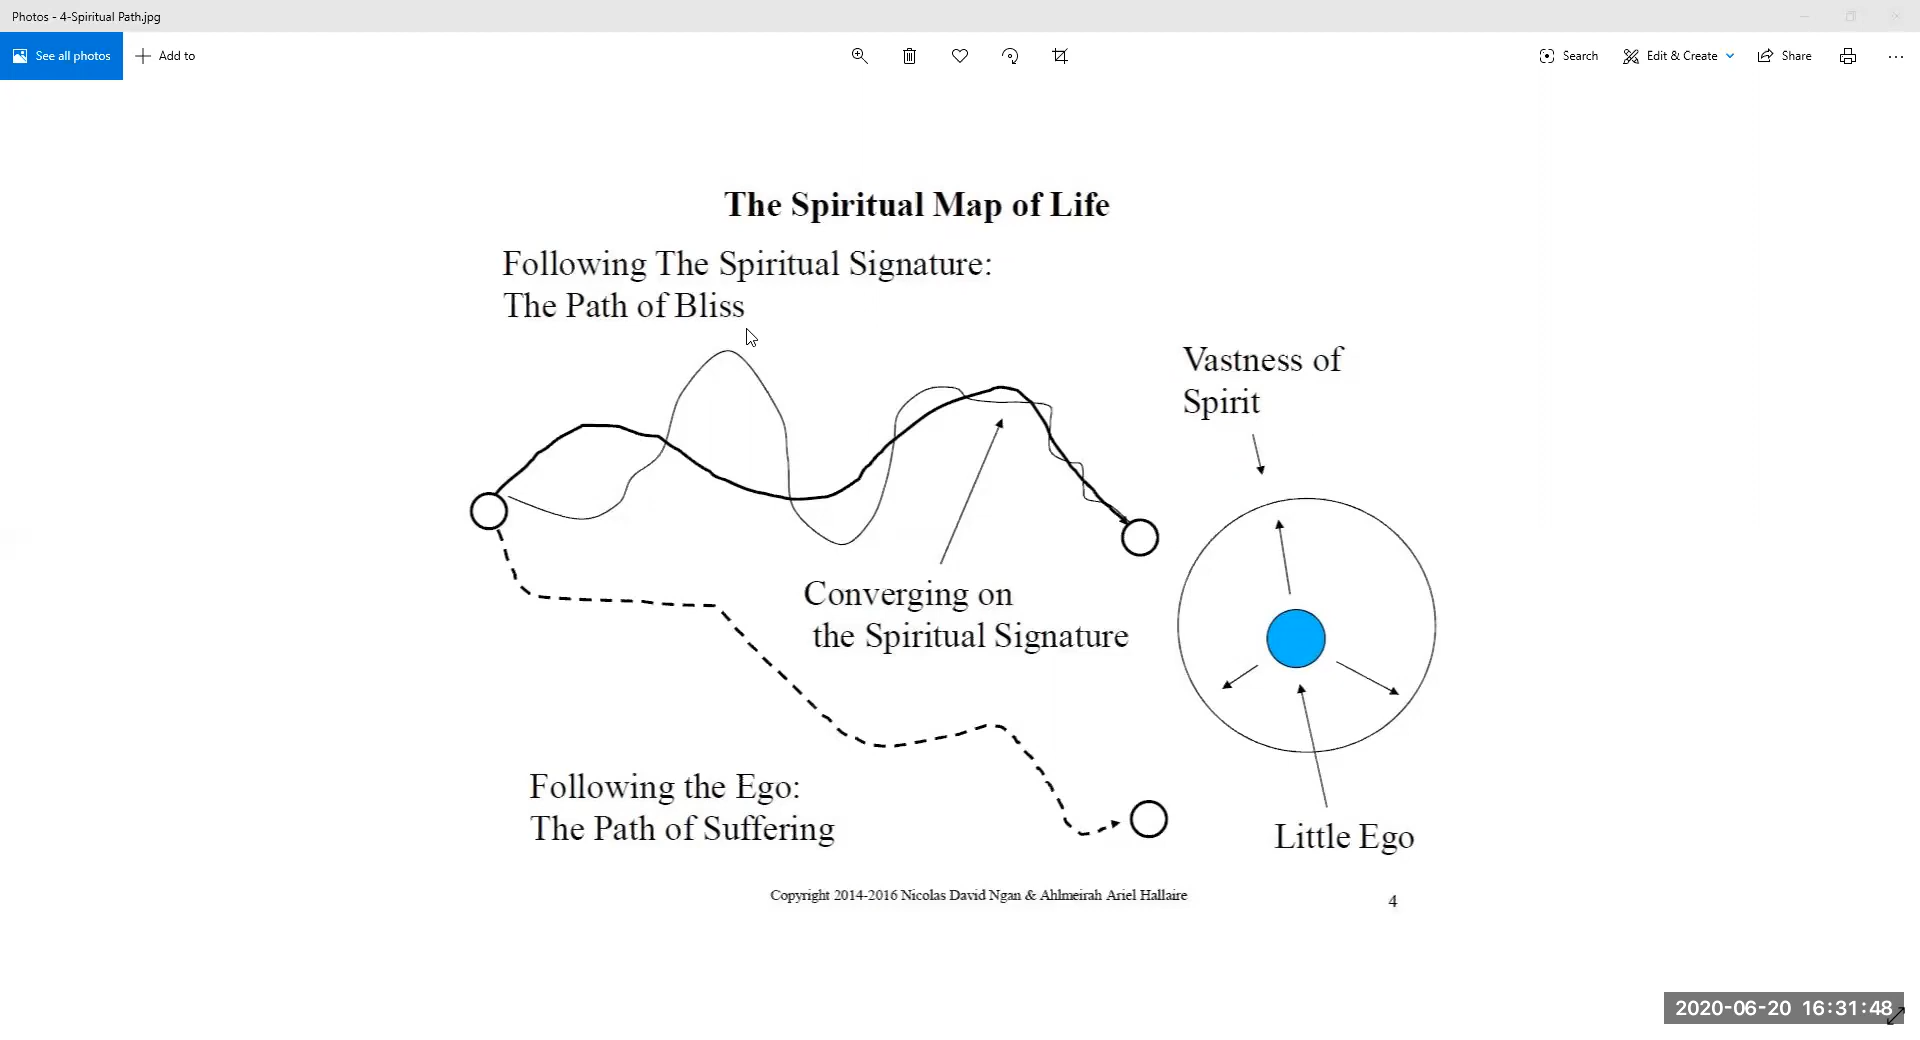 Photos - 4-Spiritual Path.jpg
See all photos
Add to
Search
Edit & Create
Share
The Spiritual Map of Life
Following The Spiritual Signature:
The Path of Bliss
Vastness of
Spirit
Converging on
the Spiritual Signature
Following the Ego:
The Path of Suffering
Little Ego
Copyright 2014-2016 Nicolas David Ngan & Ahlmeirah Ariel Hallaire
4
2020-06-20 16:31:48